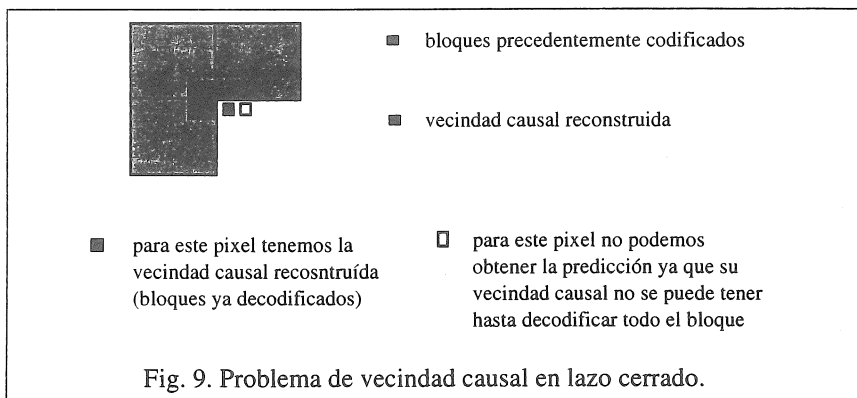 bloques precedentemente codificados
vecindad causal reconstruida
para este pixel tenemos la
vecindad causal recosntruída
(bloques ya decodificados)
para este pixel no podemos
obtener la predicción ya que su
vecindad causal no se puede tener
hasta decodificar todo el bloque
Fig. 9. Problema de vecindad causal en lazo cerrado.